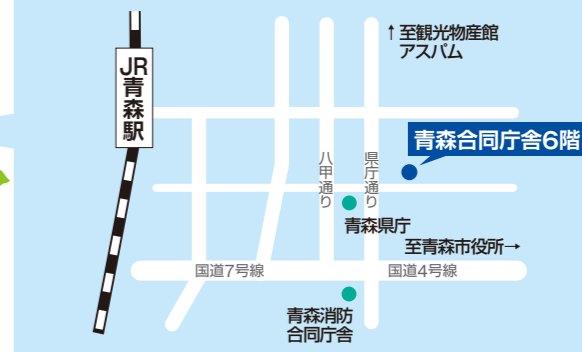 ↑至観光物産館
アスパム
JR青森駅
青森合同庁舎6階
八甲通り
県庁通り
青森県庁
至青森市役所→
国道7号線
国道4号線
青森消防
合同庁舎